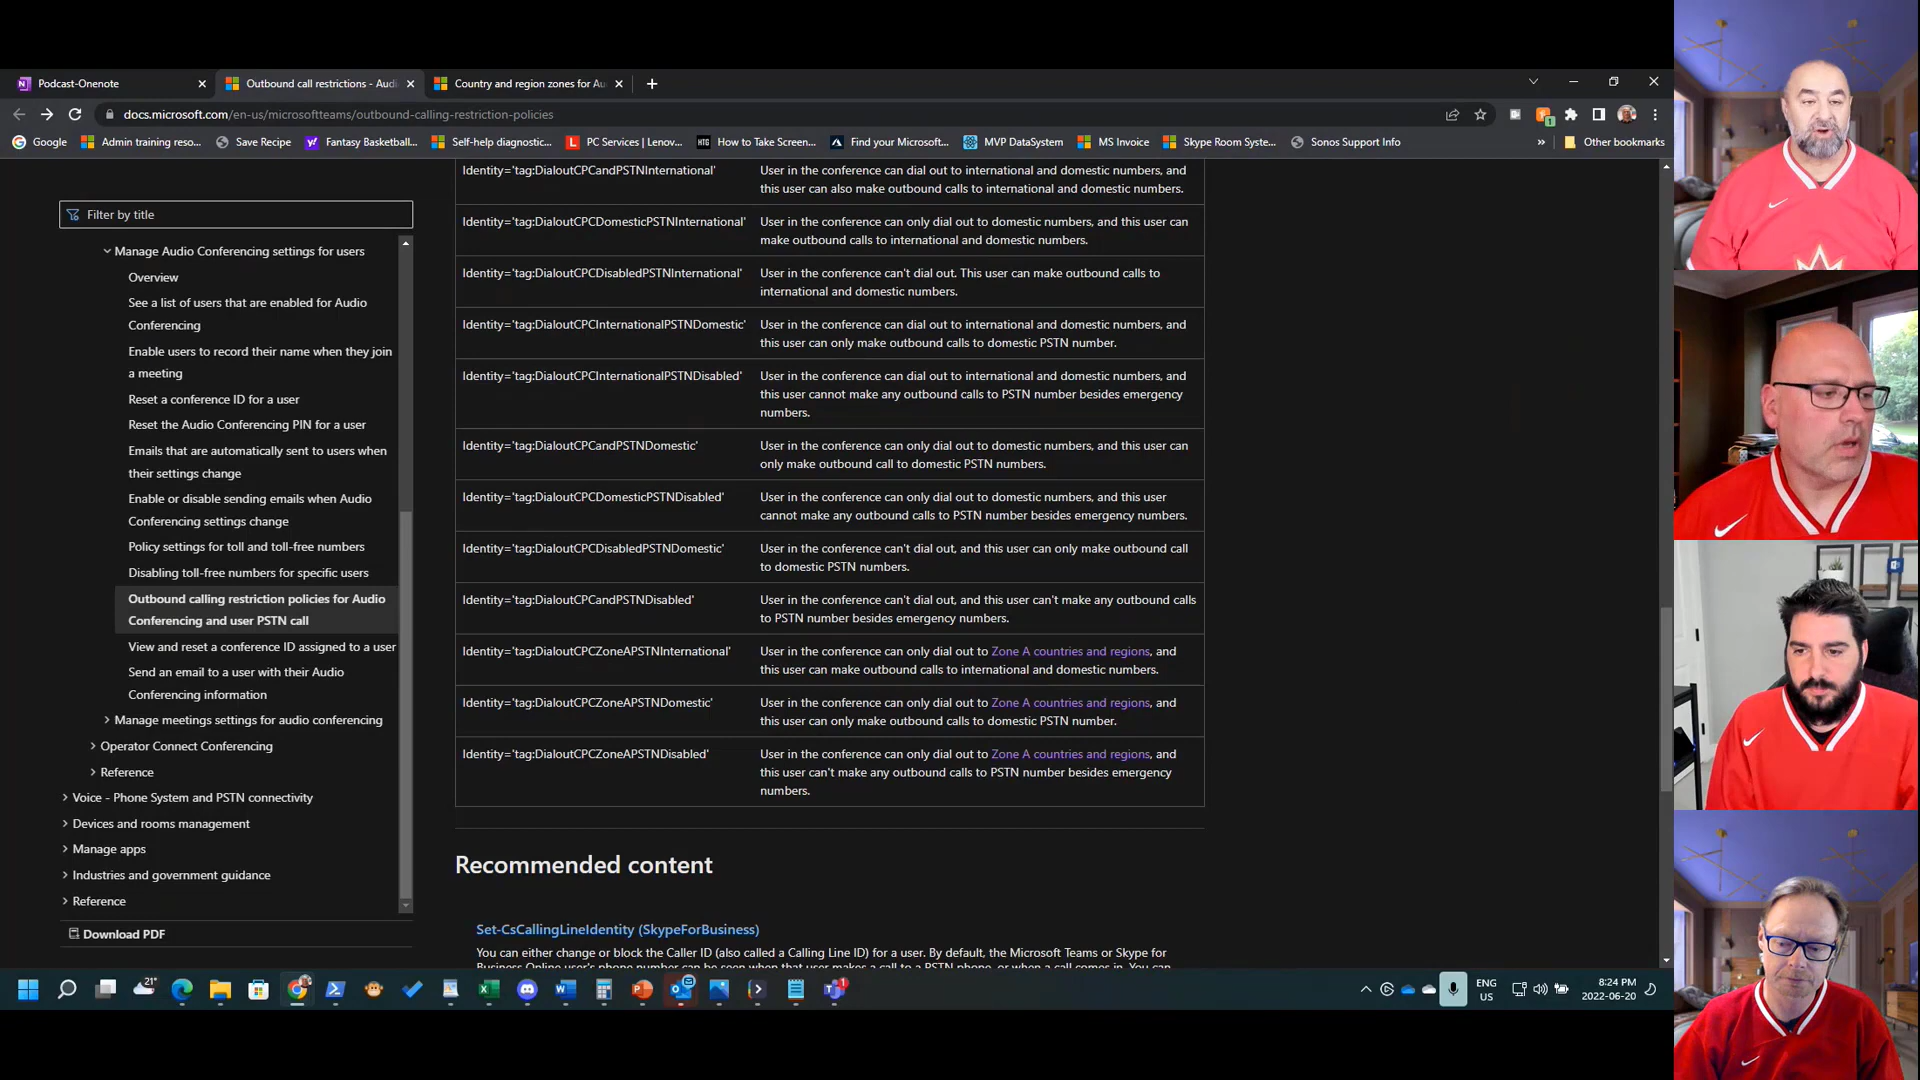 Podcast-Onenote
Outbound call restrictions - Audi
Country and region zones for Au
docs.microsoft.com/en-us/microsoftteams/outbound-calling-restriction-policies
Google
Admin training reso...
Save Recipe
Fantasy Basketball...
Self-help diagnostic...
PC Services | Lenov...
HTG
How to Take Screen...
Find your Microsoft...
MVP DataSystem
MS Invoice
Skype Room Syste...
Sonos Support Info
»
Other bookmarks
Filter by title
Manage Audio Conferencing settings for users
Overview
See a list of users that are enabled for Audio
Conferencing
Enable users to record their name when they join
a meeting
Reset a conference ID for a user
Reset the Audio Conferencing PIN for a user
Emails that are automatically sent to users when
their settings change
Enable or disable sending emails when Audio
Conferencing settings change
Policy settings for toll and toll-free numbers
Disabling toll-free numbers for specific users
Outbound calling restriction policies for Audio
Conferencing and user PSTN call
View and reset a conference ID assigned to a user
Send an email to a user with their Audio
Conferencing information
Manage meetings settings for audio conferencing
Operator Connect Conferencing
Reference
Voice - Phone System and PSTN connectivity
Devices and rooms management
Manage apps
Industries and government guidance
Reference
Download PDF
Identity='tag:DialoutCPCandPSTNInternational'
User in the conference can dial out to international and domestic numbers, and
this user can also make outbound calls to international and domestic numbers.
Identity='tag:DialoutCPCDomesticPSTNInternational'
User in the conference can only dial out to domestic numbers, and this user can
make outbound calls to international and domestic numbers.
Identity='tag:DialoutCPCDisabledPSTNInternational'
User in the conference can't dial out. This user can make outbound calls to
international and domestic numbers.
Identity='tag:DialoutCPCInternationalPSTNDomestic'
User in the conference can dial out to international and domestic numbers, and
this user can only make outbound calls to domestic PSTN number.
Identity='tag:DialoutCPCInternationalPSTNDisabled'
User in the conference can dial out to international and domestic numbers, and
this user cannot make any outbound calls to PSTN number besides emergency
numbers.
Identity='tag:DialoutCPCandPSTNDomestic'
User in the conference can only dial out to domestic numbers, and this user can
only make outbound call to domestic PSTN numbers.
Identity='tag:DialoutCPCDomesticPSTNDisabled'
User in the conference can only dial out to domestic numbers, and this user
cannot make any outbound calls to PSTN number besides emergency numbers.
Identity='tag:DialoutCPCDisabledPSTNDomestic'
User in the conference can't dial out, and this user can only make outbound call
to domestic PSTN numbers.
Identity='tag:DialoutCPCandPSTNDisabled'
User in the conference can't dial out, and this user can't make any outbound calls
to PSTN number besides emergency numbers.
Identity='tag:DialoutCPCZoneAPSTNInternational'
User in the conference can only dial out to Zone A countries and regions, and
this user can make outbound calls to international and domestic numbers.
Identity='tag:DialoutCPCZoneAPSTNDomestic'
User in the conference can only dial out to Zone A countries and regions, and
this user can only make outbound calls to domestic PSTN number.
Identity='tag:DialoutCPCZoneAPSTNDisabled'
User in the conference can only dial out to Zone A countries and regions, and
this user can't make any outbound calls to PSTN number besides emergency
numbers.
Recommended content
Set-CsCallingLineIdentity (SkypeForBusiness)
You can either change or block the Caller ID (also called a Calling Line ID) for a user. By default, the Microsoft Teams or Skype for
Business Online user's phone number can be seen when that user makes a call to a PSTN phone, or when a call comes in. You can
21°
ENG
US
8:24 PM
2022-06-20